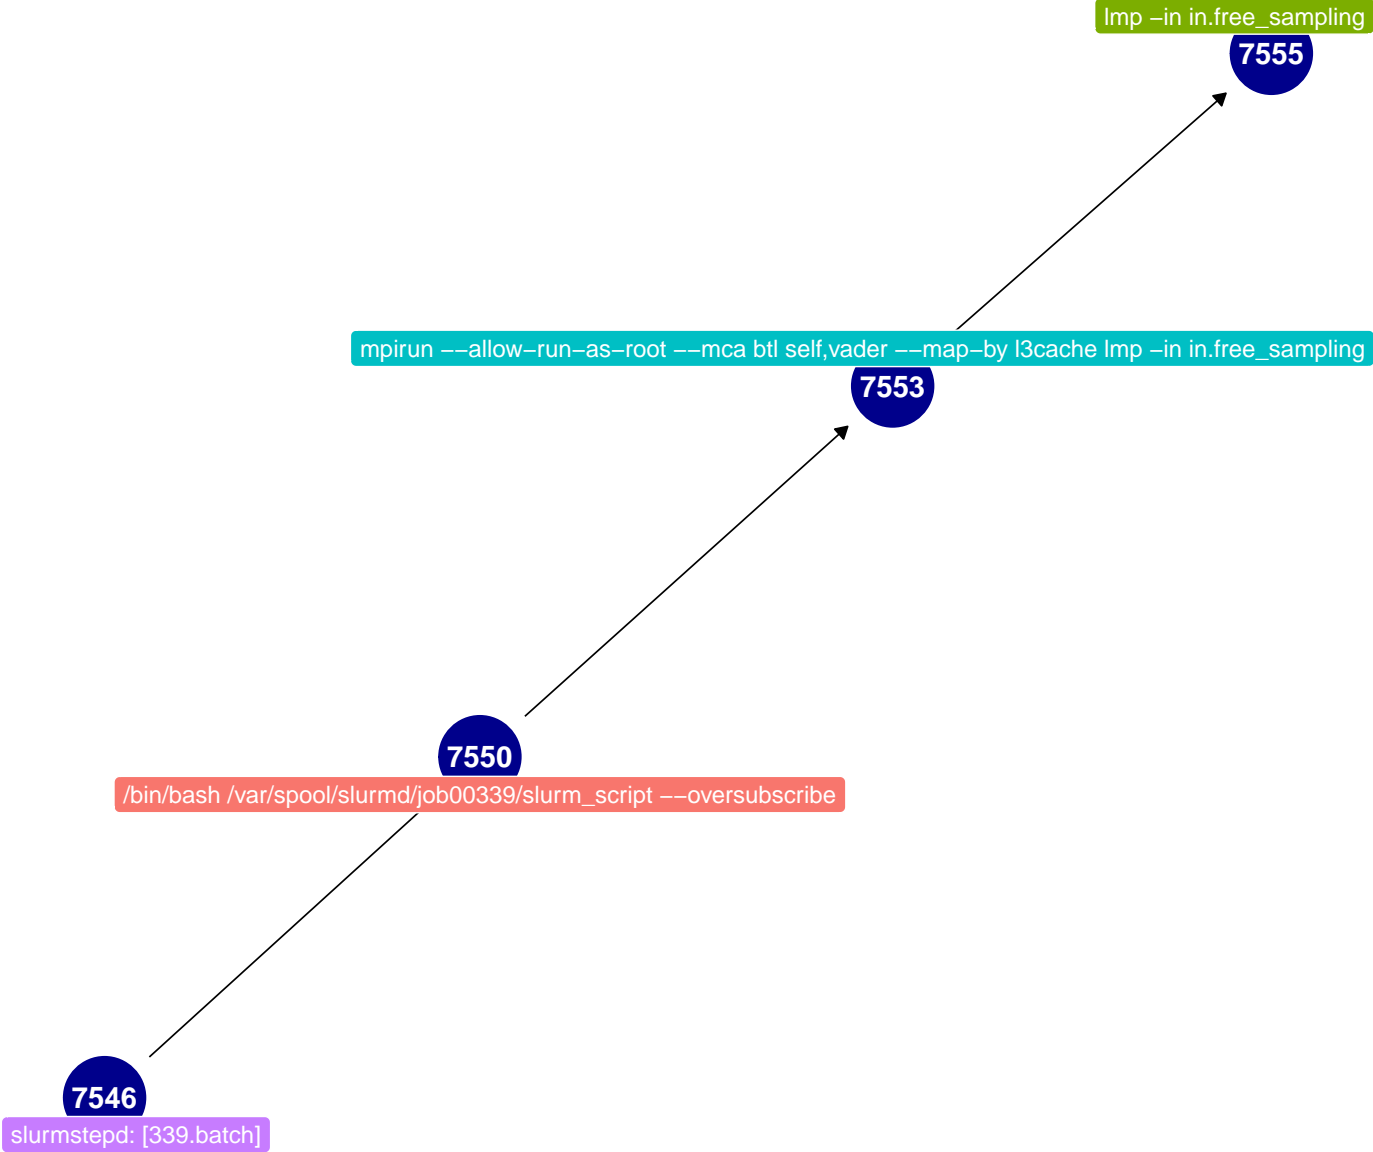 lmp −in in.free_sampling
7555
mpirun −−allow−run−as−root −−mca btl self,vader −−map−by l3cache lmp −in in.free_sampling
7553
7550
/bin/bash /var/spool/slurmd/job00339/slurm_script −−oversubscribe
7546
slurmstepd: [339.batch]